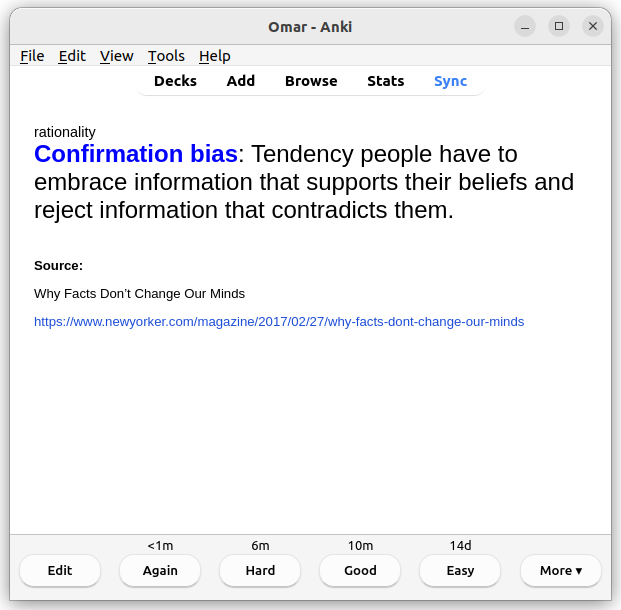 Omar - Anki
File Edit View Tools Help
Decks Add Browse Stats Sync
rationality
Confirmation bias: Tendency people have to
embrace information that supports their beliefs and
reject information that contradicts them.
Source:
Why Facts Don’t Change Our Minds
https://www.newyorker.com/magazine/2017/02/27/why-facts-dont-change-our-minds
<1m 6m 10m 14d
Edit Again Hard Good Easy More ▾